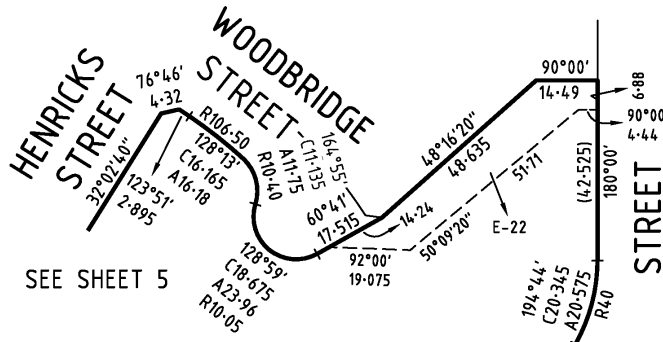 HENRICKS
STREET
WOODBRIDGE
STREET
32°02'40"
76°46'
4·32
123°51'
2·895
R106·50
128°13'
C16·165
A16·18
R10·40
A11·75
C11·135
164°55'
128°59'
C18·675
A23·96
R10·05
60°41'
17·515
14·24
92°00'
19·075
48°16'20"
48·635
51·71
50°09'20"
E-22
90°00'
14·49
6·88
90°00
4·44
180°00'
(42·525)
STREET
194°44'
C20·345
A20·575
R40
SEE SHEET 5